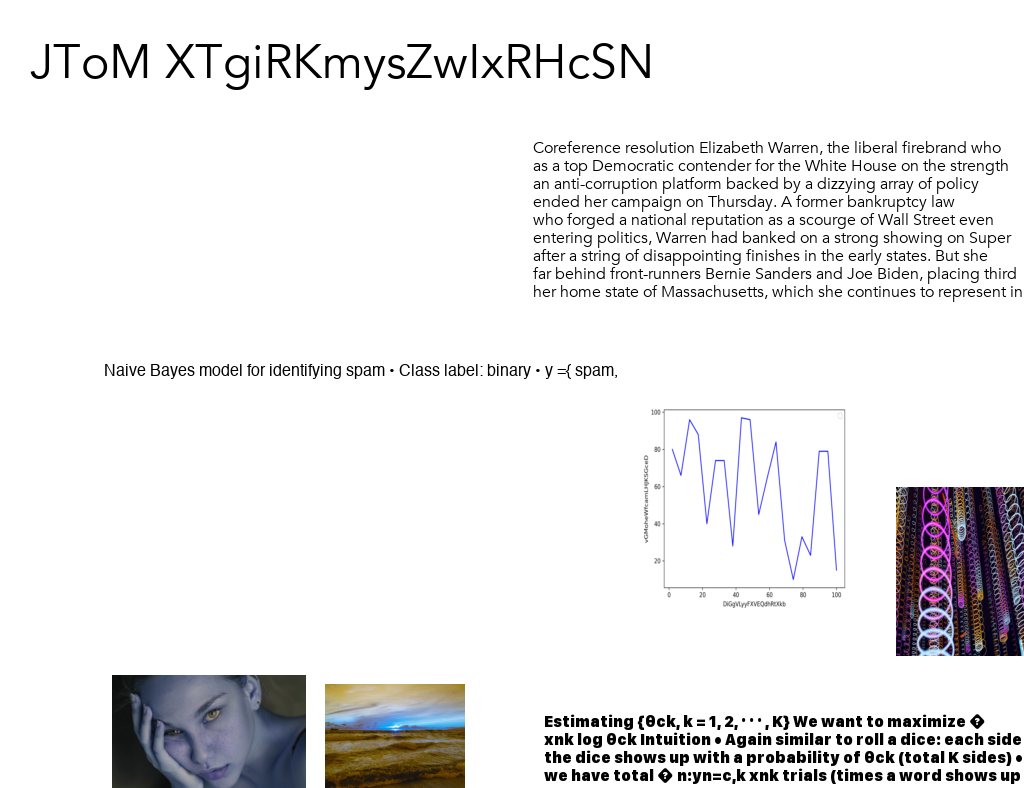 JToM XTgiRKmysZwIxRHcSN
Coreference resolution Elizabeth Warren, the liberal firebrand who
as a top Democratic contender for the White House on the strength
an anti-corruption platform backed by a dizzying array of policy
ended her campaign on Thursday. A former bankruptcy law
who forged a national reputation as a scourge of Wall Street even
entering politics, Warren had banked on a strong showing on Super
after a string of disappointing finishes in the early states. But she
far behind front-runners Bernie Sanders and Joe Biden, placing third
her home state of Massachusetts, which she continues to represent in
Naive Bayes model for identifying spam • Class label: binary • y ={ spam,
100
80
60
40
20
0 20 40 60 80 100
Estimating {θck, k = 1, 2, · · · , K} We want to maximize �
xnk log θck Intuition • Again similar to roll a dice: each side
the dice shows up with a probability of θck (total K sides) •
we have total � n:yn=c,k xnk trials (times a word shows up